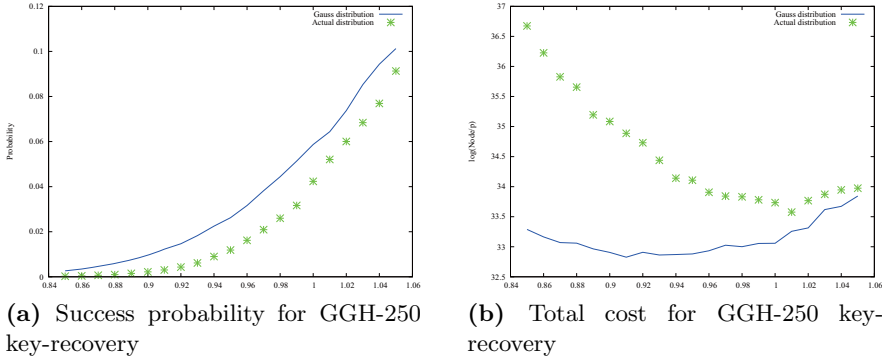 Gauss distribution
Actual distribution
0.12
0.1
0.08
0.06
0.04
0.02
0
Probability
0.84 0.86 0.88 0.9 0.92 0.94 0.96 0.98 1 1.02 1.04 1.06
(a) Success probability for GGH-250
key-recovery
Gauss distribution
Actual distribution
37
36.5
36
35.5
35
34.5
34
33.5
33
32.5
log(Node/p)
0.84 0.86 0.88 0.9 0.92 0.94 0.96 0.98 1 1.02 1.04 1.06
(b) Total cost for GGH-250 key-
recovery